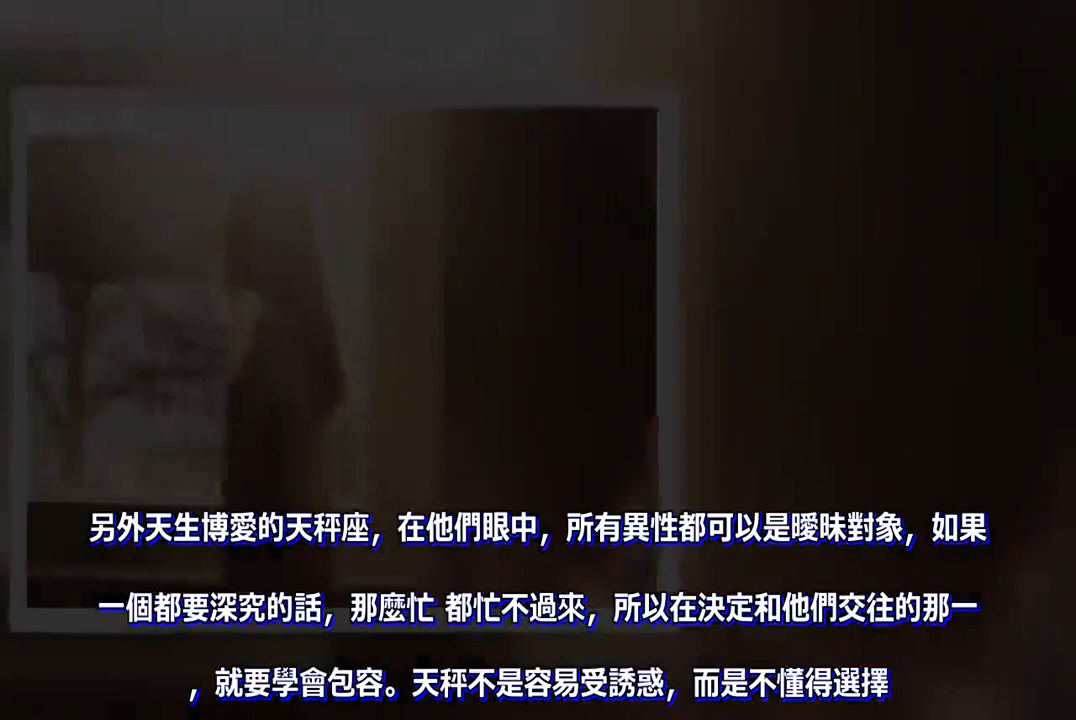 另外天生博愛的天秤座，在他們眼中，所有異性都可以是曖昧對象，如果
一個都要深究的話，那麼忙 都忙不過來，所以在決定和他們交往的那一
，就要學會包容。天秤不是容易受誘惑，而是不懂得選擇